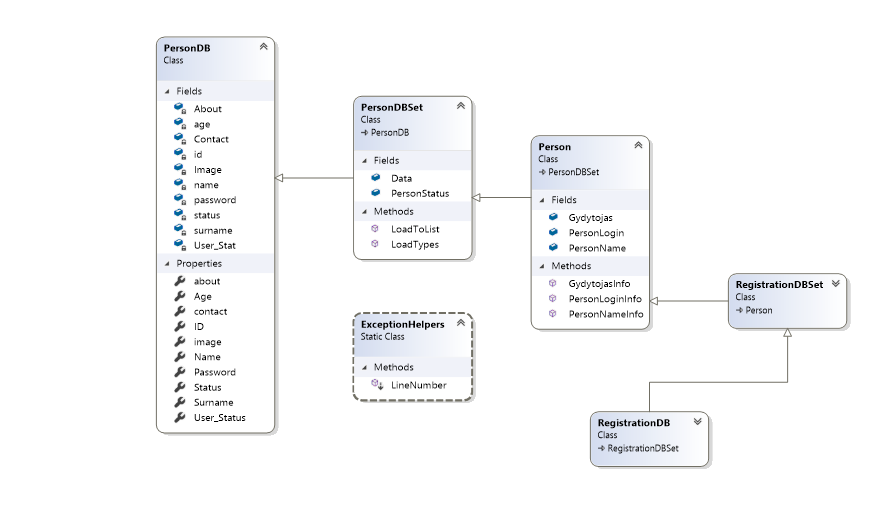 PersonDB
Class
Fields
About
age
Contact
id
Image
name
password
status
surname
User_Stat
Properties
about
Age
contact
ID
image
Name
Password
Status
Surname
User_Status
PersonDBSet
Class
PersonDB
Fields
Data
PersonStatus
Methods
LoadToList
LoadTypes
ExceptionHelpers
Static Class
Methods
LineNumber
Person
Class
PersonDBSet
Fields
Gydytojas
PersonLogin
PersonName
Methods
GydytojasInfo
PersonLoginInfo
PersonNameInfo
RegistrationDBSet
Class
Person
RegistrationDB
Class
RegistrationDBSet